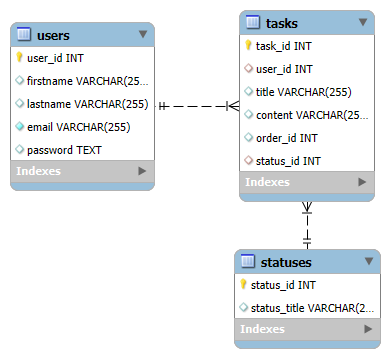 users
user_id INT
firstname VARCHAR(25...
lastname VARCHAR(255)
email VARCHAR(255)
password TEXT
Indexes
tasks
task_id INT
user_id INT
title VARCHAR(255)
content VARCHAR(25...
order_id INT
status_id INT
Indexes
statuses
status_id INT
status_title VARCHAR(2...
Indexes